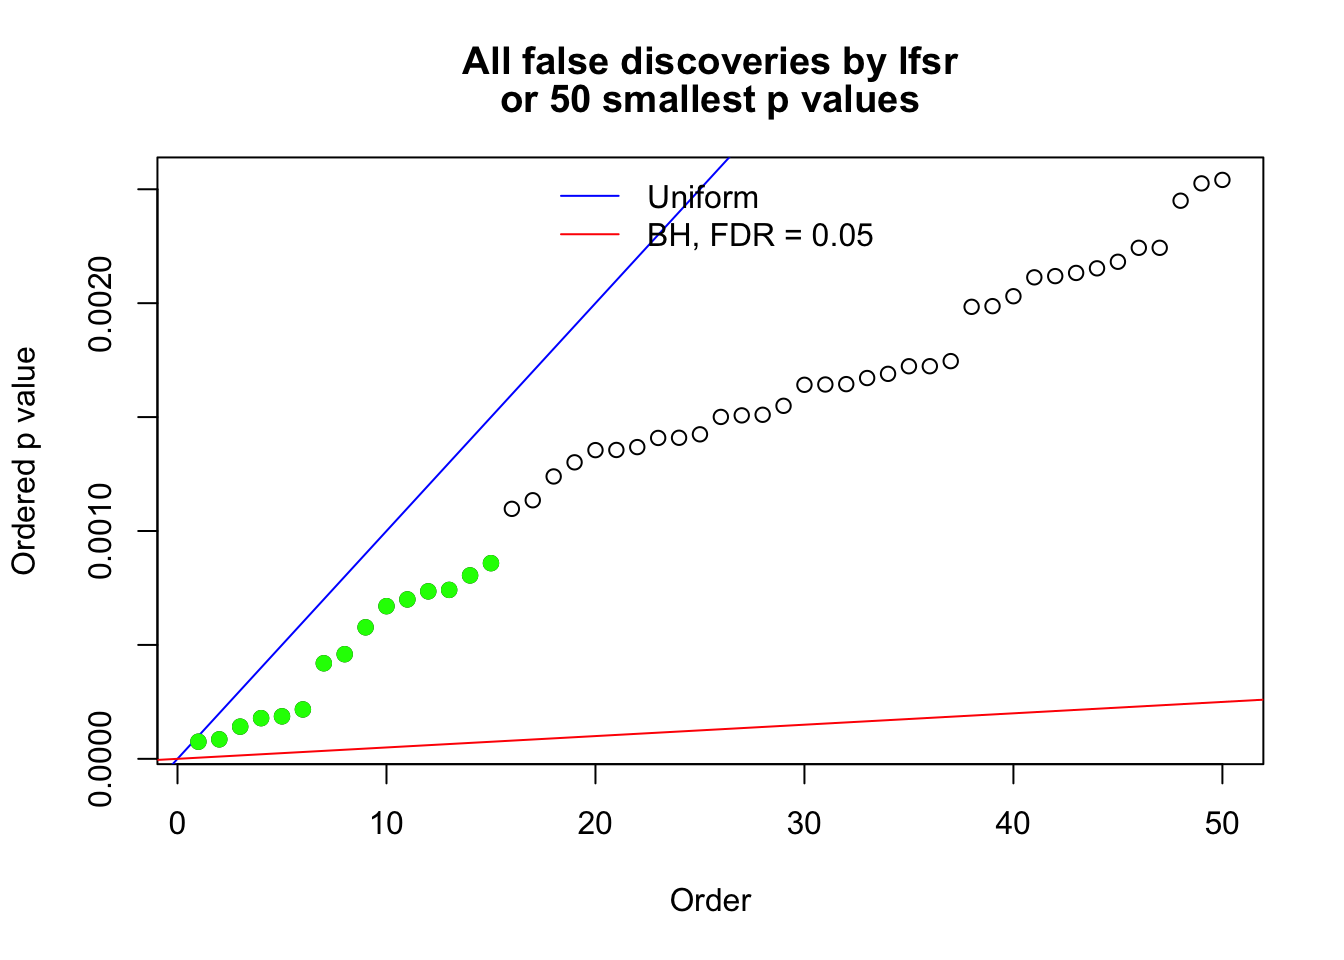 All false discoveries by lfsr
or 50 smallest p values
Uniform
BH, FDR = 0.05
Ordered p value
0.0020
0.0010
0.0000
0 10 20 30 40 50
Order